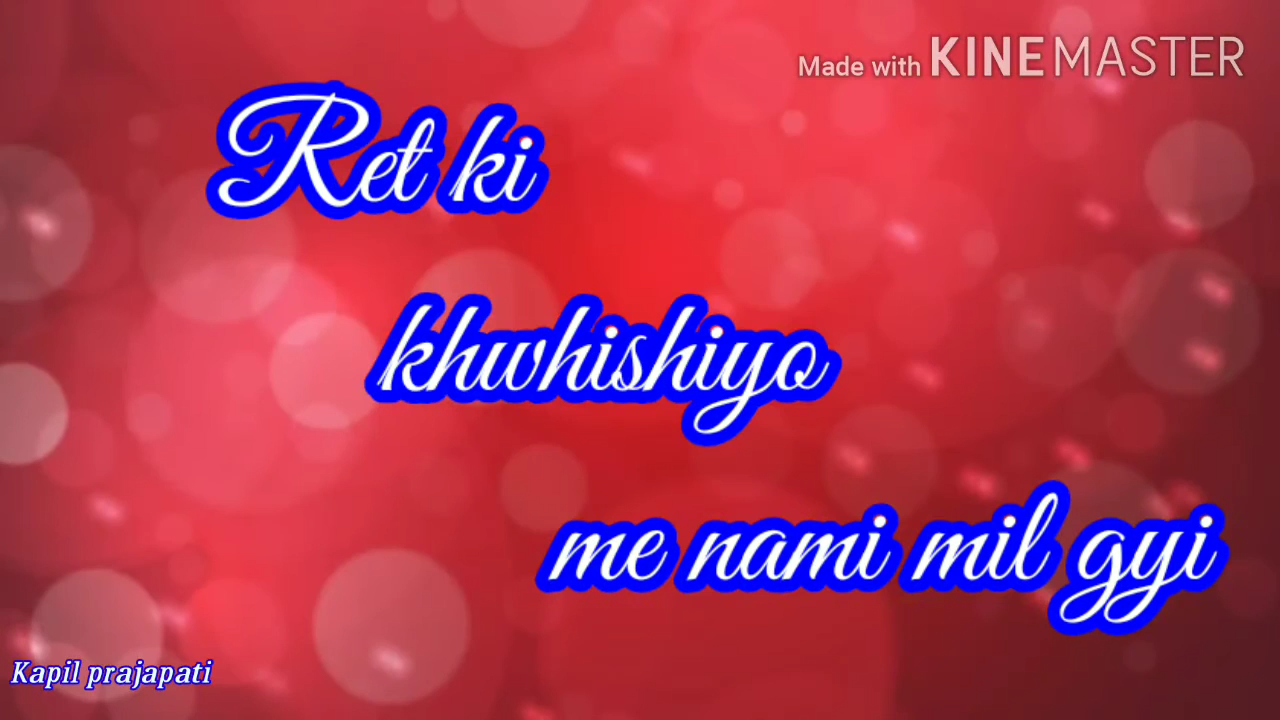 Made with KINEMASTER
Ret ki
khwhishiyo
me nami mil gyi
Kapil prajapati